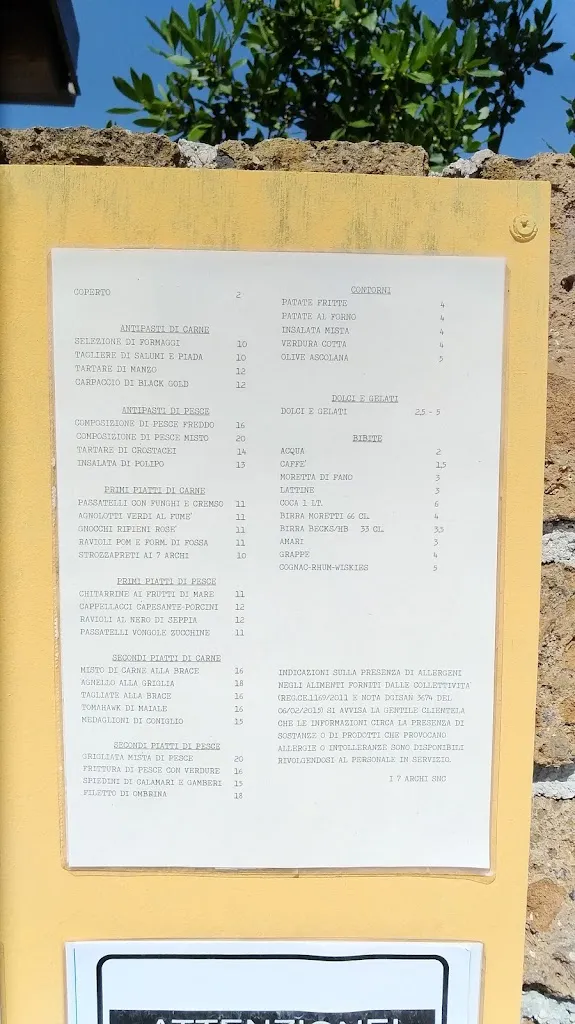 COPERTO 2
ANTIPASTI DI CARNE
SELEZIONE DI FORMAGGI 10
TAGLIERE DI SALUMI E PIADA 10
TARTARE DI MANZO 12
CARPACCIO DI BLACK GOLD 12
ANTIPASTI DI PESCE
COMPOSIZIONE DI PESCE FREDDO 16
COMPOSIZIONE DI PESCE MISTO 20
TARTARE DI CROSTACEI 14
INSALATA DI POLIPO 13
PRIMI PIATTI DI CARNE
PASSATELLI CON FUNGHI E CREMSO 11
AGNOLOTTI VERDI AL FUME' 11
GNOCCHI RIPIENI ROSE' 11
RAVIOLI POM E FORM. DI FOSSA 11
STROZZAPRETI AI 7 ARCHI 10
PRIMI PIATTI DI PESCE
CHITARRINE AI FRUTTI DI MARE 11
CAPPELLACCI CAPESANTE-PORCINI 12
RAVIOLI AL NERO DI SEPPIA 12
PASSATELLI VONGOLE ZUCCHINE 11
SECONDI PIATTI DI CARNE
MISTO DI CARNE ALLA BRACE 16
AGNELLO ALLA GRIGLIA 18
TAGLIATE ALLA BRACE 16
TOMAHAWK DI MAIALE 16
MEDAGLIONI DI CONIGLIO 15
SECONDI PIATTI DI PESCE
GRIGLIATA MISTA DI PESCE 20
FRITTURA DI PESCE CON VERDURE 16
SPIEDINI DI CALAMARI E GAMBERI 15
FILETTO DI OMBRINA 18
CONTORNI
PATATE FRITTE 4
PATATE AL FORNO 4
INSALATA MISTA 4
VERDURA COTTA 4
OLIVE ASCOLANA 5
DOLCI E GELATI
DOLCI E GELATI 2,5 - 5
BIBITE
ACQUA 2
CAFFE' 1,5
MORETTA DI FANO 3
LATTINE 3
COCA 1 LT. 6
BIRRA MORETTI 66 CL. 4
BIRRA BECKS/HB 33 CL. 3,5
AMARI 3
GRAPPE 4
COGNAC-RHUM-WISKIES 5
INDICAZIONI SULLA PRESENZA DI ALLERGENI
NEGLI ALIMENTI FORNITI DALLE COLLETTIVITA'
(REG.CE.1169/2011 E NOTA DGISAN 3674 DEL
06/02/2015) SI AVVISA LA GENTILE CLIENTELA
CHE LE INFORMAZIONI CIRCA LA PRESENZA DI
SOSTANZE O DI PRODOTTI CHE PROVOCANO
ALLERGIE O INTOLLERANZE SONO DISPONIBILI
RIVOLGENDOSI AL PERSONALE IN SERVIZIO.
I 7 ARCHI SNC
ATTENZIONE!